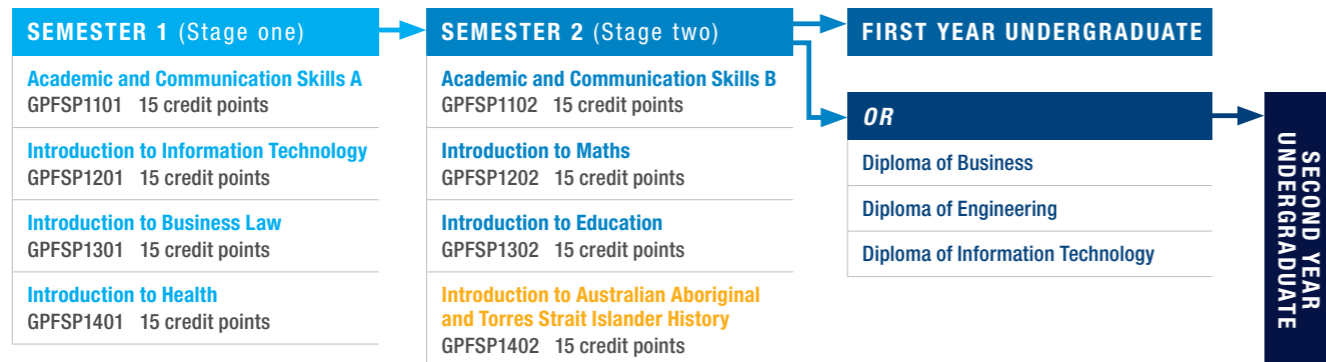 SEMESTER 1 (Stage one)
Academic and Communication Skills A
GPFSP1101 15 credit points
Introduction to Information Technology
GPFSP1201 15 credit points
Introduction to Business Law
GPFSP1301 15 credit points
Introduction to Health
GPFSP1401 15 credit points
SEMESTER 2 (Stage two)
Academic and Communication Skills B
GPFSP1102 15 credit points
Introduction to Maths
GPFSP1202 15 credit points
Introduction to Education
GPFSP1302 15 credit points
Introduction to Australian Aboriginal
and Torres Strait Islander History
GPFSP1402 15 credit points
FIRST YEAR UNDERGRADUATE
OR
Diploma of Business
Diploma of Engineering
Diploma of Information Technology
SECOND YEAR
UNDERGRADUATE